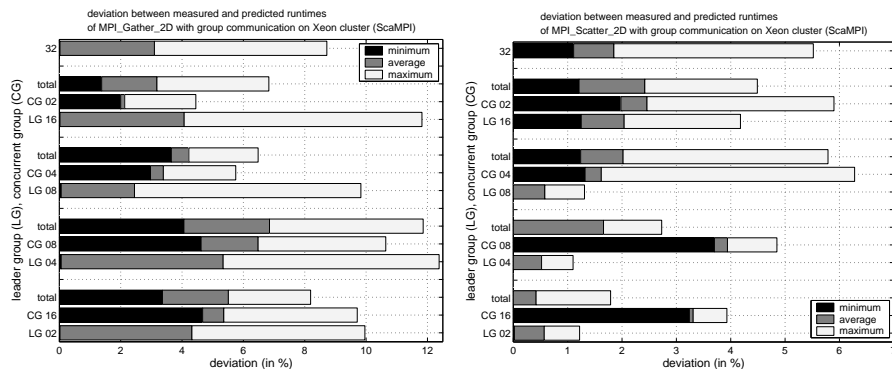 deviation between measured and predicted runtimes
of MPI_Gather_2D with group communication on Xeon cluster (ScaMPI)
minimum
average
maximum
leader group (LG), concurrent group (CG)
32
total
CG 02
LG 16
total
CG 04
LG 08
total
CG 08
LG 04
total
CG 16
LG 02
0 2 4 6 8 10 12
deviation (in %)
deviation between measured and predicted runtimes
of MPI_Scatter_2D with group communication on Xeon cluster (ScaMPI)
leader group (LG), concurrent group (CG)
32
total
CG 02
LG 16
total
CG 04
LG 08
total
CG 08
LG 04
total
CG 16
LG 02
minimum
average
maximum
0 1 2 3 4 5 6
deviation (in %)